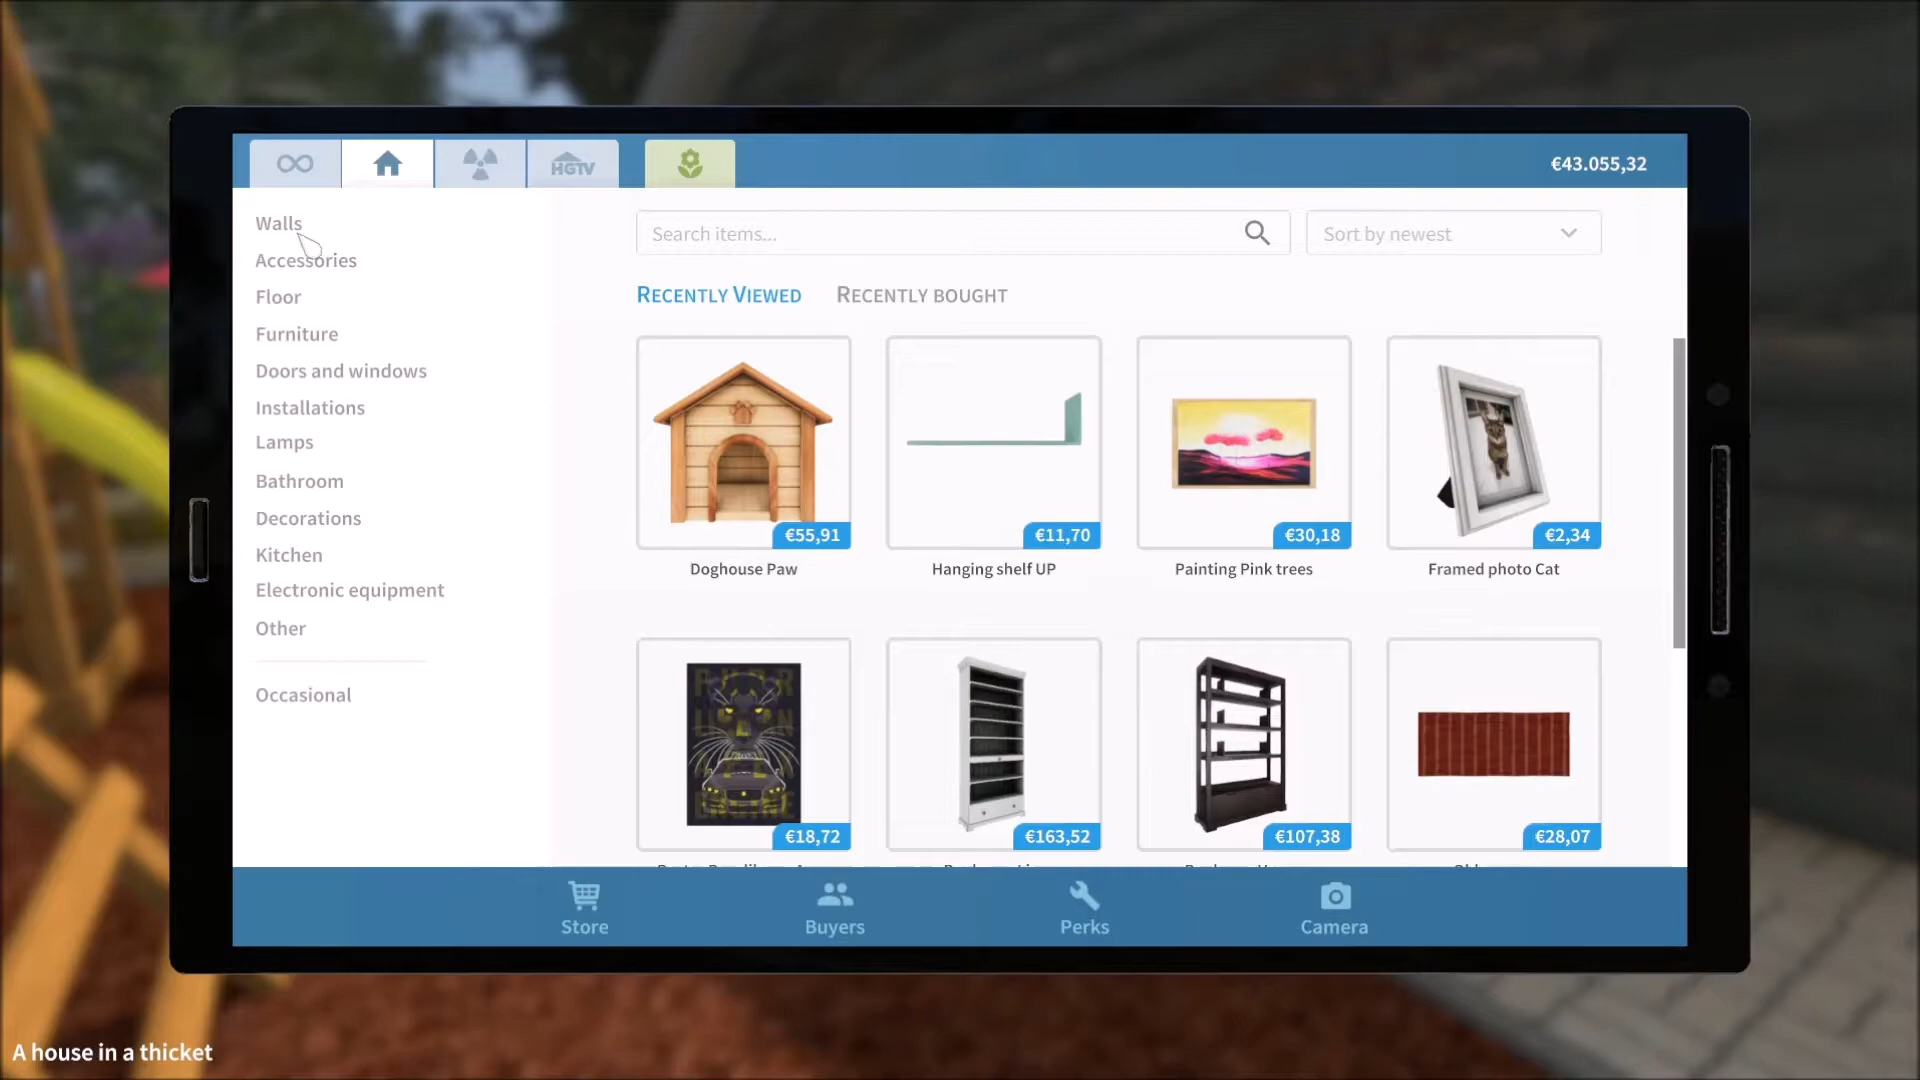 HGTV
€43.055,32
Walls
Accessories
Floor
Furniture
Doors and windows
Installations
Lamps
Bathroom
Decorations
Kitchen
Electronic equipment
Other
Occasional
Search items...
Sort by newest
RECENTLY VIEWED
RECENTLY BOUGHT
€55,91
€11,70
€30,18
€2,34
Doghouse Paw
Hanging shelf UP
Painting Pink trees
Framed photo Cat
€18,72
€163,52
€107,38
€28,07
Store
Buyers
Perks
Camera
A house in a thicket